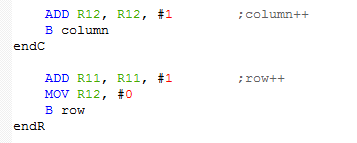 ADD R12, R12, #1 ;column++
B column
endC
ADD R11, R11, #1 ;row++
MOV R12, #0
B row
endR